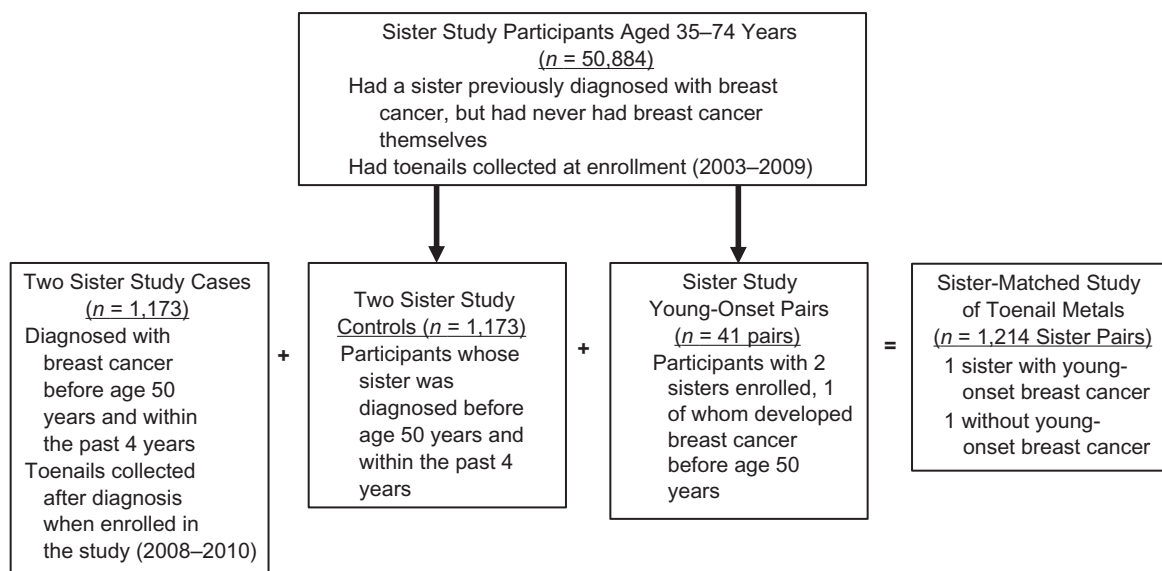 Sister Study Participants Aged 35–74 Years
(n = 50,884)
Had a sister previously diagnosed with breast
cancer, but had never had breast cancer
themselves
Had toenails collected at enrollment (2003–2009)
Two Sister Study Cases
(n = 1,173)
Diagnosed with
breast cancer
before age 50
years and within
the past 4 years
Toenails collected
after diagnosis
when enrolled in
the study (2008–2010)
+
Two Sister Study
Controls (n = 1,173)
Participants whose
sister was
diagnosed before
age 50 years and
within the past 4
years
+
Sister Study
Young-Onset Pairs
(n = 41 pairs)
Participants with 2
sisters enrolled, 1
of whom developed
breast cancer
before age 50
years
=
Sister-Matched Study
of Toenail Metals
(n = 1,214 Sister Pairs)
1 sister with young-
onset breast cancer
1 without young-
onset breast cancer